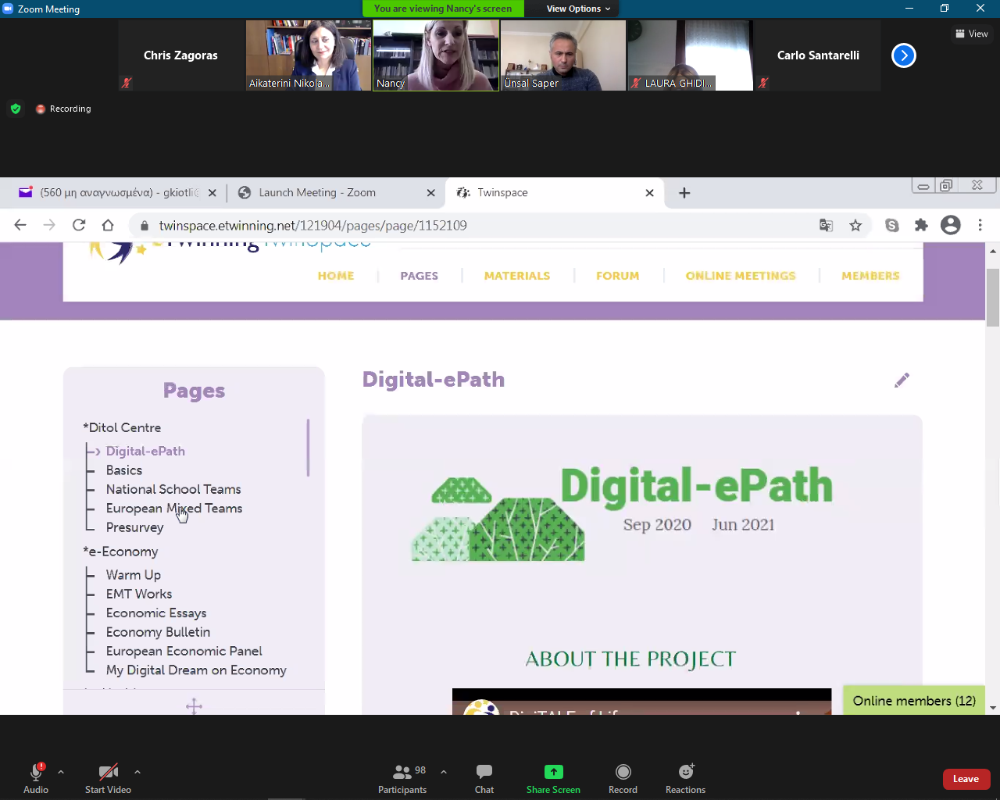 Zoom Meeting
You are viewing Nancy's screen
View Options
View
Chris Zagoras
Aikaterini Nikola...
Nancy
Ünsal Saper
LAURA GHIDI...
Carlo Santarelli
Recording
(560 μη αναγνωσμένα) - gkiotli
Launch Meeting - Zoom
Twinspace
twinspace.etwinning.net/121904/pages/page/1152109
eTwinning Twinspace
HOME
PAGES
MATERIALS
FORUM
ONLINE MEETINGS
MEMBERS
Pages
*Ditol Centre
Digital-ePath
Basics
National School Teams
European Mixed Teams
Presurvey
*e-Economy
Warm Up
EMT Works
Economic Essays
Economy Bulletin
European Economic Panel
My Digital Dream on Economy
Digital-ePath
Digital-ePath
Sep 2020 Jun 2021
ABOUT THE PROJECT
DigiTALE of Life
Online members (12)
Audio
Start Video
98
Participants
Chat
Share Screen
Record
Reactions
Leave